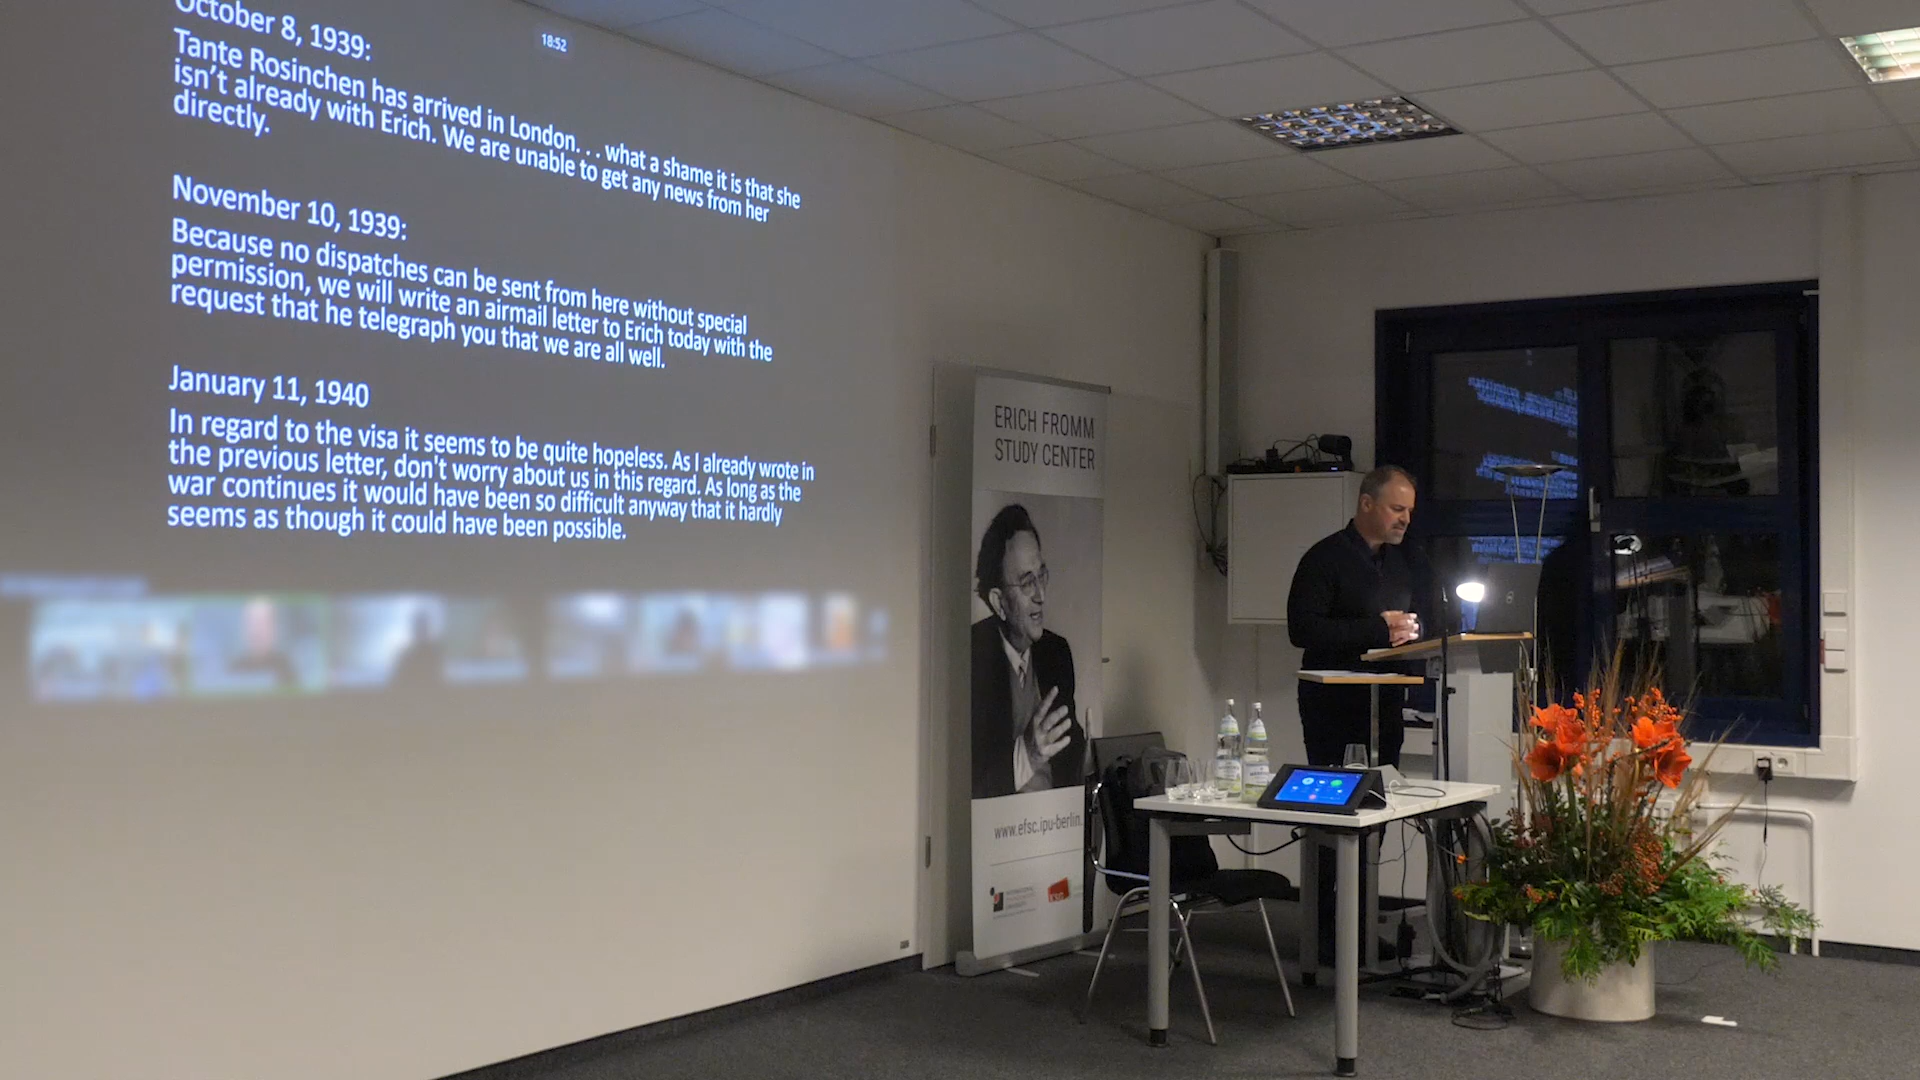 October 8, 1939:
18:52
Tante Rosinchen has arrived in London. . . what a shame it is that she
isn't already with Erich. We are unable to get any news from her
directly.
November 10, 1939:
Because no dispatches can be sent from here without special
permission, we will write an airmail letter to Erich today with the
request that he telegraph you that we are all well.
January 11, 1940
In regard to the visa it seems to be quite hopeless. As I already wrote in
the previous letter, don't worry about us in this regard. As long as the
war continues it would have been so difficult anyway that it hardly
seems as though it could have been possible.
ERICH FROMM
STUDY CENTER
www.efsc.ipu-berlin.